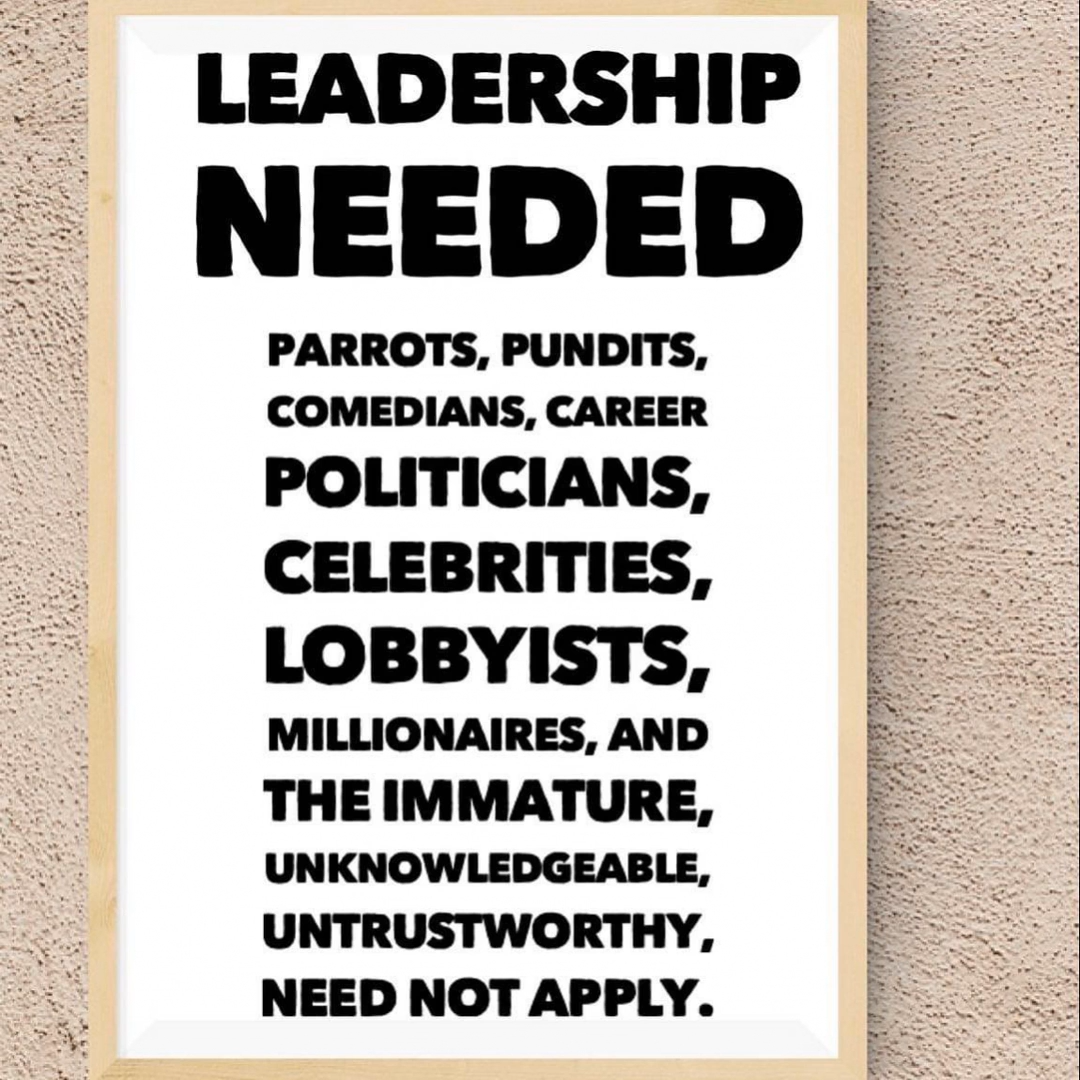 LEADERSHIP
NEEDED
PARROTS, PUNDITS,
COMEDIANS, CAREER
POLITICIANS,
CELEBRITIES,
LOBBYISTS,
MILLIONAIRES, AND
THE IMMATURE,
UNKNOWLEDGEABLE,
UNTRUSTWORTHY,
NEED NOT APPLY.